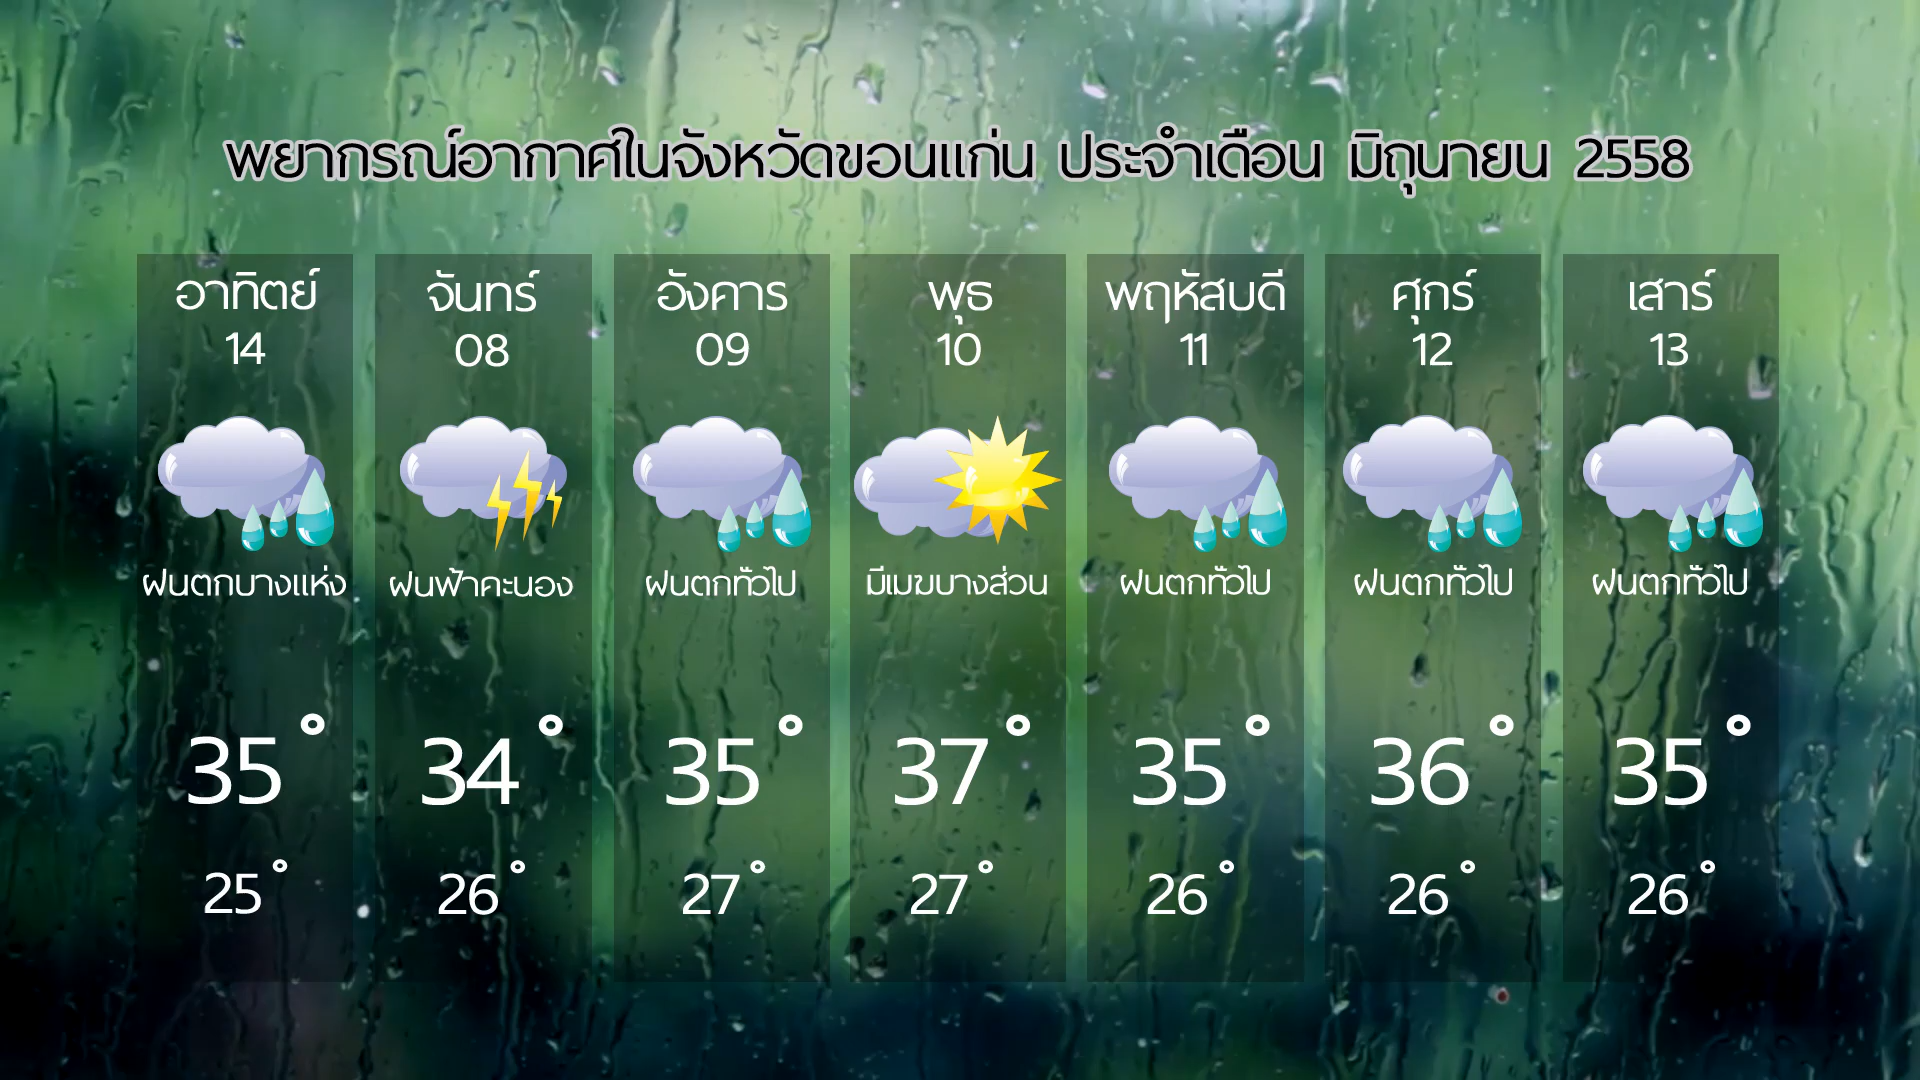 พยากรณ์อากาศในจังหวัดขอนแก่น ประจำเดือน มิถุนายน 2558
อาทิตย์
14
ฝนตกบางแห่ง
35°
25°
จันทร์
08
ฝนฟ้าคะนอง
34°
26°
อังคาร
09
ฝนตกทั่วไป
35°
27°
พุธ
10
มีเมฆบางส่วน
37°
27°
พฤหัสบดี
11
ฝนตกทั่วไป
35°
26°
ศุกร์
12
ฝนตกทั่วไป
36°
26°
เสาร์
13
ฝนตกทั่วไป
35°
26°